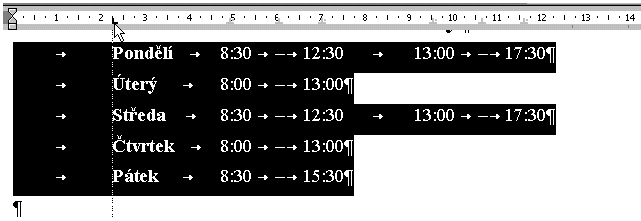 1 2 3 4 5 6 7 8 9 10 11 12 13 14
→ Pondělí → 8:30 → – → 12:30 → 13:00 → – → 17:30¶
→ Úterý → 8:00 → – → 13:00¶
→ Středa → 8:30 → – → 12:30 → 13:00 → – → 17:30¶
→ Čtvrtek → 8:00 → – → 13:00¶
→ Pátek → 8:30 → – → 15:30¶
¶